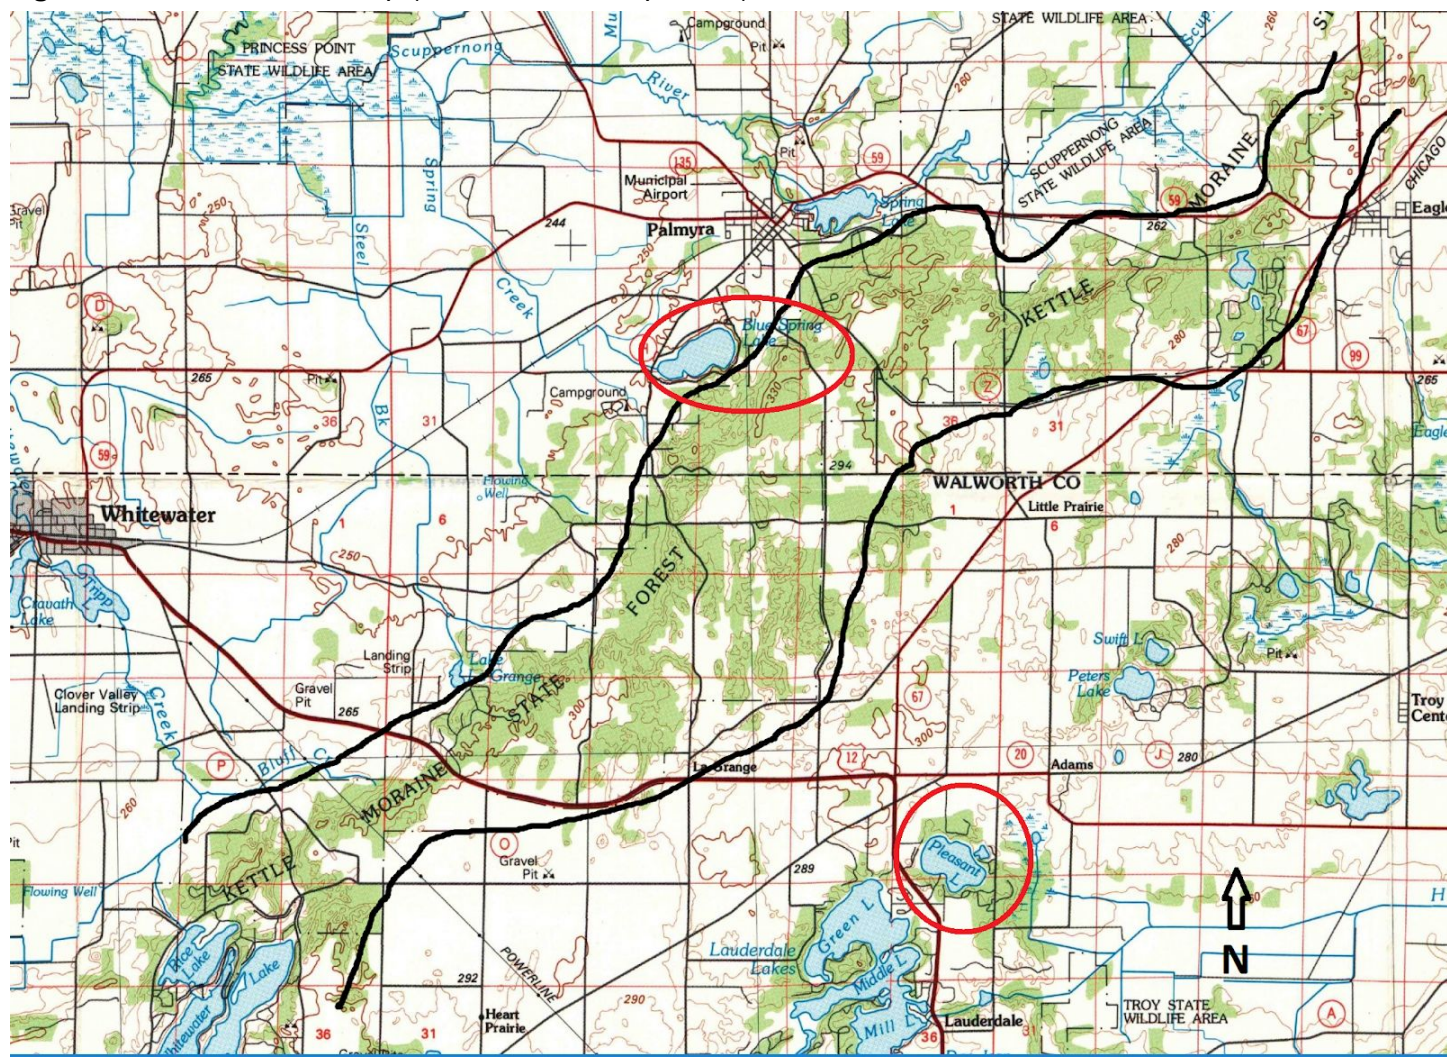 STATE WILDLIFE AREA
Campground
Pit
260
PRINCESS POINT
STATE WILDLIFE AREA
Scuppernong
River
260
Spring
Steel
Creek
Bk
135
Pit
59
SCUPPERNONG
STATE WILDLIFE AREA
MORAINE
59
CHICAGO
Municipal
Airport
Palmyra
Spring
Lake
Gravel
Pit
250
244
250
262
KETTLE
D
Blue Spring
Lake
H
280
67
99
265
Pit
Campground
330
Z
265
36
31
36
31
59
294
WALWORTH CO
Little Prairie
Flowing
Well
Whitewater
1
6
1
6
250
280
FOREST
Tripp
L
Cravath
Lake
Swift L
Pit
Peters
Lake
Landing
Strip
Lake
Grange
Clover Valley
Landing Strip
Creek
Gravel
Pit
265
STATE
300
67
300
Troy
P
Bluff
MORAINE
La Grange
12
20
J
280
Adams
260
O
Gravel
Pit
Pleasant
L
289
KETTLE
Flowing Well
Green L
Lauderdale
Lakes
Middle L
Mill L
Rice
Lake
Lake
Whitewater
292
POWERLINE
290
N
Heart
Prairie
36
31
Lauderdale
36
31
TROY STATE
WILDLIFE AREA
A